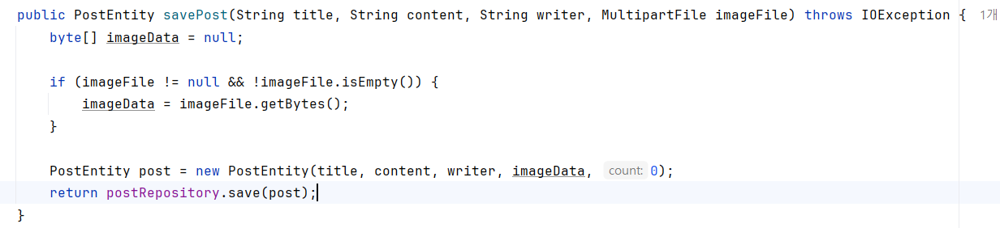 public PostEntity savePost(String title, String content, String writer, MultipartFile imageFile) throws IOException { 1개
byte[] imageData = null;
if (imageFile != null && !imageFile.isEmpty()) {
imageData = imageFile.getBytes();
}
PostEntity post = new PostEntity(title, content, writer, imageData, count: 0);
return postRepository.save(post);
}